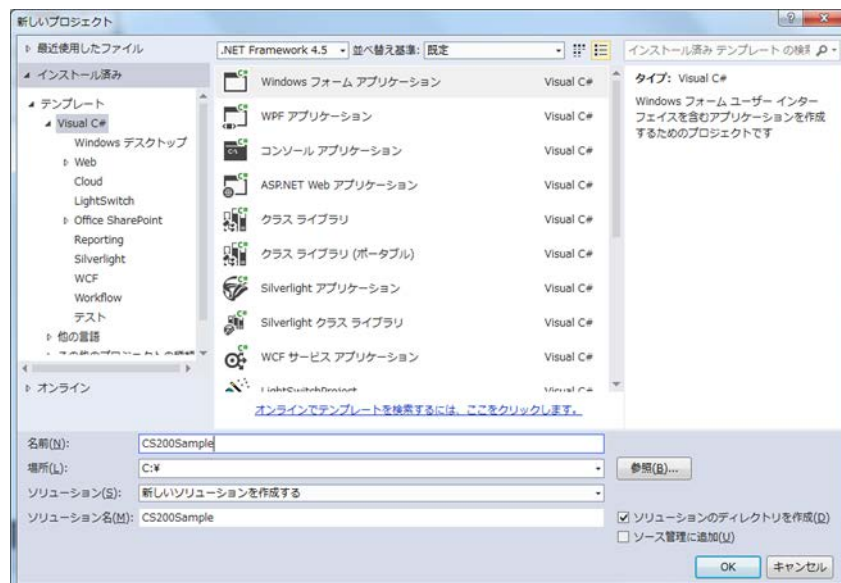 新しいプロジェクト
最近使用したファイル
インストール済み
テンプレート
Visual C#
Windows デスクトップ
Web
Cloud
LightSwitch
Office SharePoint
Reporting
Silverlight
WCF
Workflow
テスト
他の言語
オンライン
.NET Framework 4.5 並べ替え基準: 既定
Windows フォーム アプリケーション Visual C#
WPF アプリケーション Visual C#
コンソール アプリケーション Visual C#
ASP.NET Web アプリケーション Visual C#
クラス ライブラリ Visual C#
クラス ライブラリ (ポータブル) Visual C#
Silverlight アプリケーション Visual C#
Silverlight クラス ライブラリ Visual C#
WCF サービス アプリケーション Visual C#
LightSwitchProject Visual C#
オンラインでテンプレートを検索するには、ここをクリックします。
インストール済み テンプレート の検索
タイプ: Visual C#
Windows フォーム ユーザー インター
フェイスを含むアプリケーションを作成
するためのプロジェクトです
名前(N): CS200Sample
場所(L): C:¥ 参照(B)...
ソリューション(S): 新しいソリューションを作成する
ソリューション名(M): CS200Sample
ソリューションのディレクトリを作成(D)
ソース管理に追加(U)
OK キャンセル